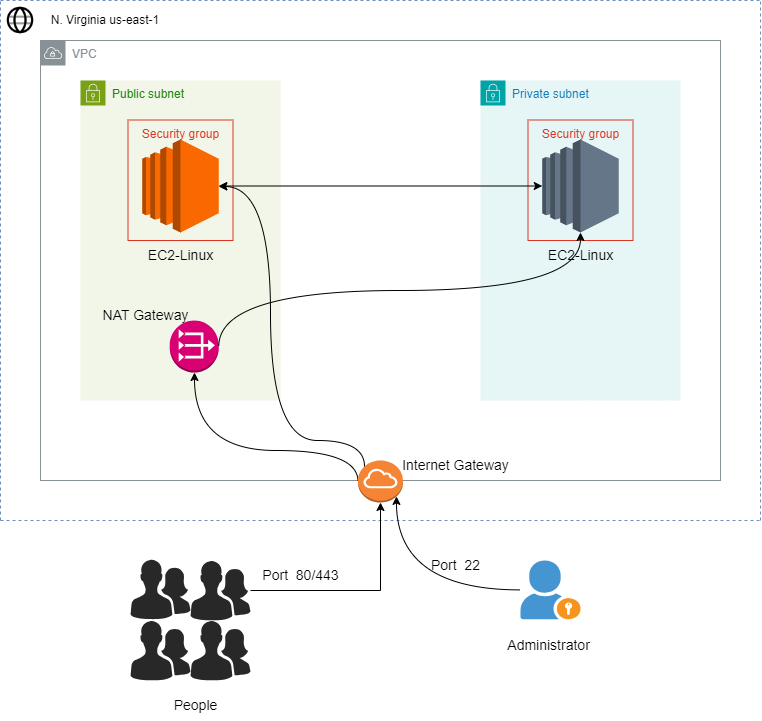 N. Virginia us-east-1
VPC
Public subnet
Private subnet
Security group
Security group
EC2-Linux
EC2-Linux
NAT Gateway
Internet Gateway
Port 80/443
Port 22
Administrator
People